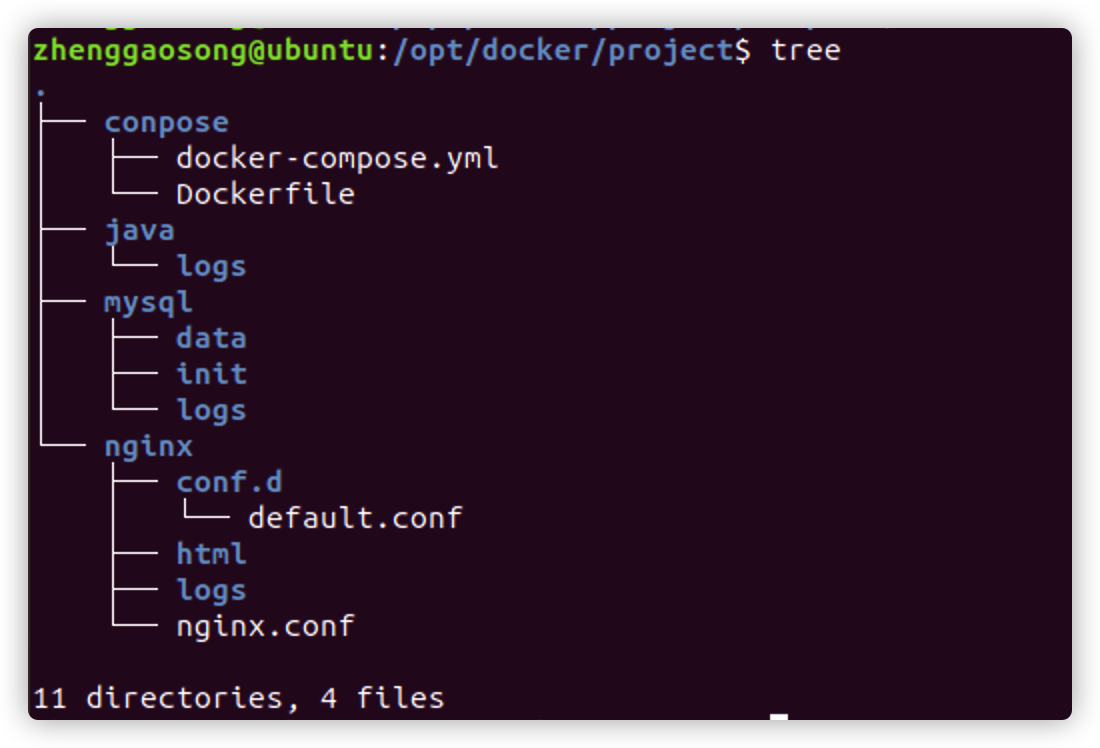 zhenggaosong@ubuntu:/opt/docker/project$ tree
.
├── conpose
│   ├── docker-compose.yml
│   └── Dockerfile
├── java
│   └── logs
├── mysql
│   ├── data
│   ├── init
│   └── logs
└── nginx
    ├── conf.d
    │   └── default.conf
    ├── html
    ├── logs
    └── nginx.conf
11 directories, 4 files